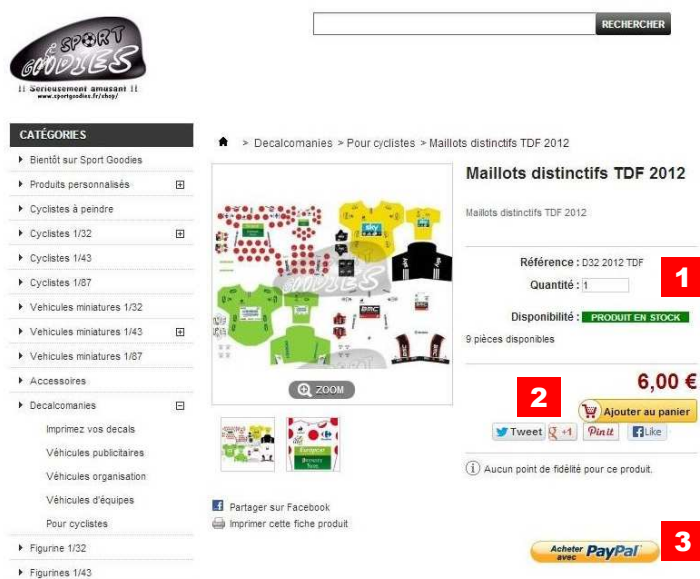 SPORT
GOODIES
!! Serieusement amusant !!
www.sportgoodies.fr/shop/
RECHERCHER
CATÉGORIES
Bientôt sur Sport Goodies
Produits personnalisés
Cyclistes à peindre
Cyclistes 1/32
Cyclistes 1/43
Cyclistes 1/87
Vehicules miniatures 1/32
Vehicules miniatures 1/43
Vehicules miniatures 1/87
Accessoires
Decalcomanies
Imprimez vos decals
Véhicules publicitaires
Véhicules organisation
Véhicules d'équipes
Pour cyclistes
Figurine 1/32
Figurines 1/43
> Decalcomanies > Pour cyclistes > Maillots distinctifs TDF 2012
sky
BMC
GOODIES
ZOOM
Partager sur Facebook
Imprimer cette fiche produit
Maillots distinctifs TDF 2012
Maillots distinctifs TDF 2012
Référence : D32 2012 TDF
1
Quantité : 1
Disponibilité : PRODUIT EN STOCK
9 pièces disponibles
6,00 €
2
Ajouter au panier
Tweet g +1 Pin It Like
Aucun point de fidélité pour ce produit.
Acheter avec PayPal
3